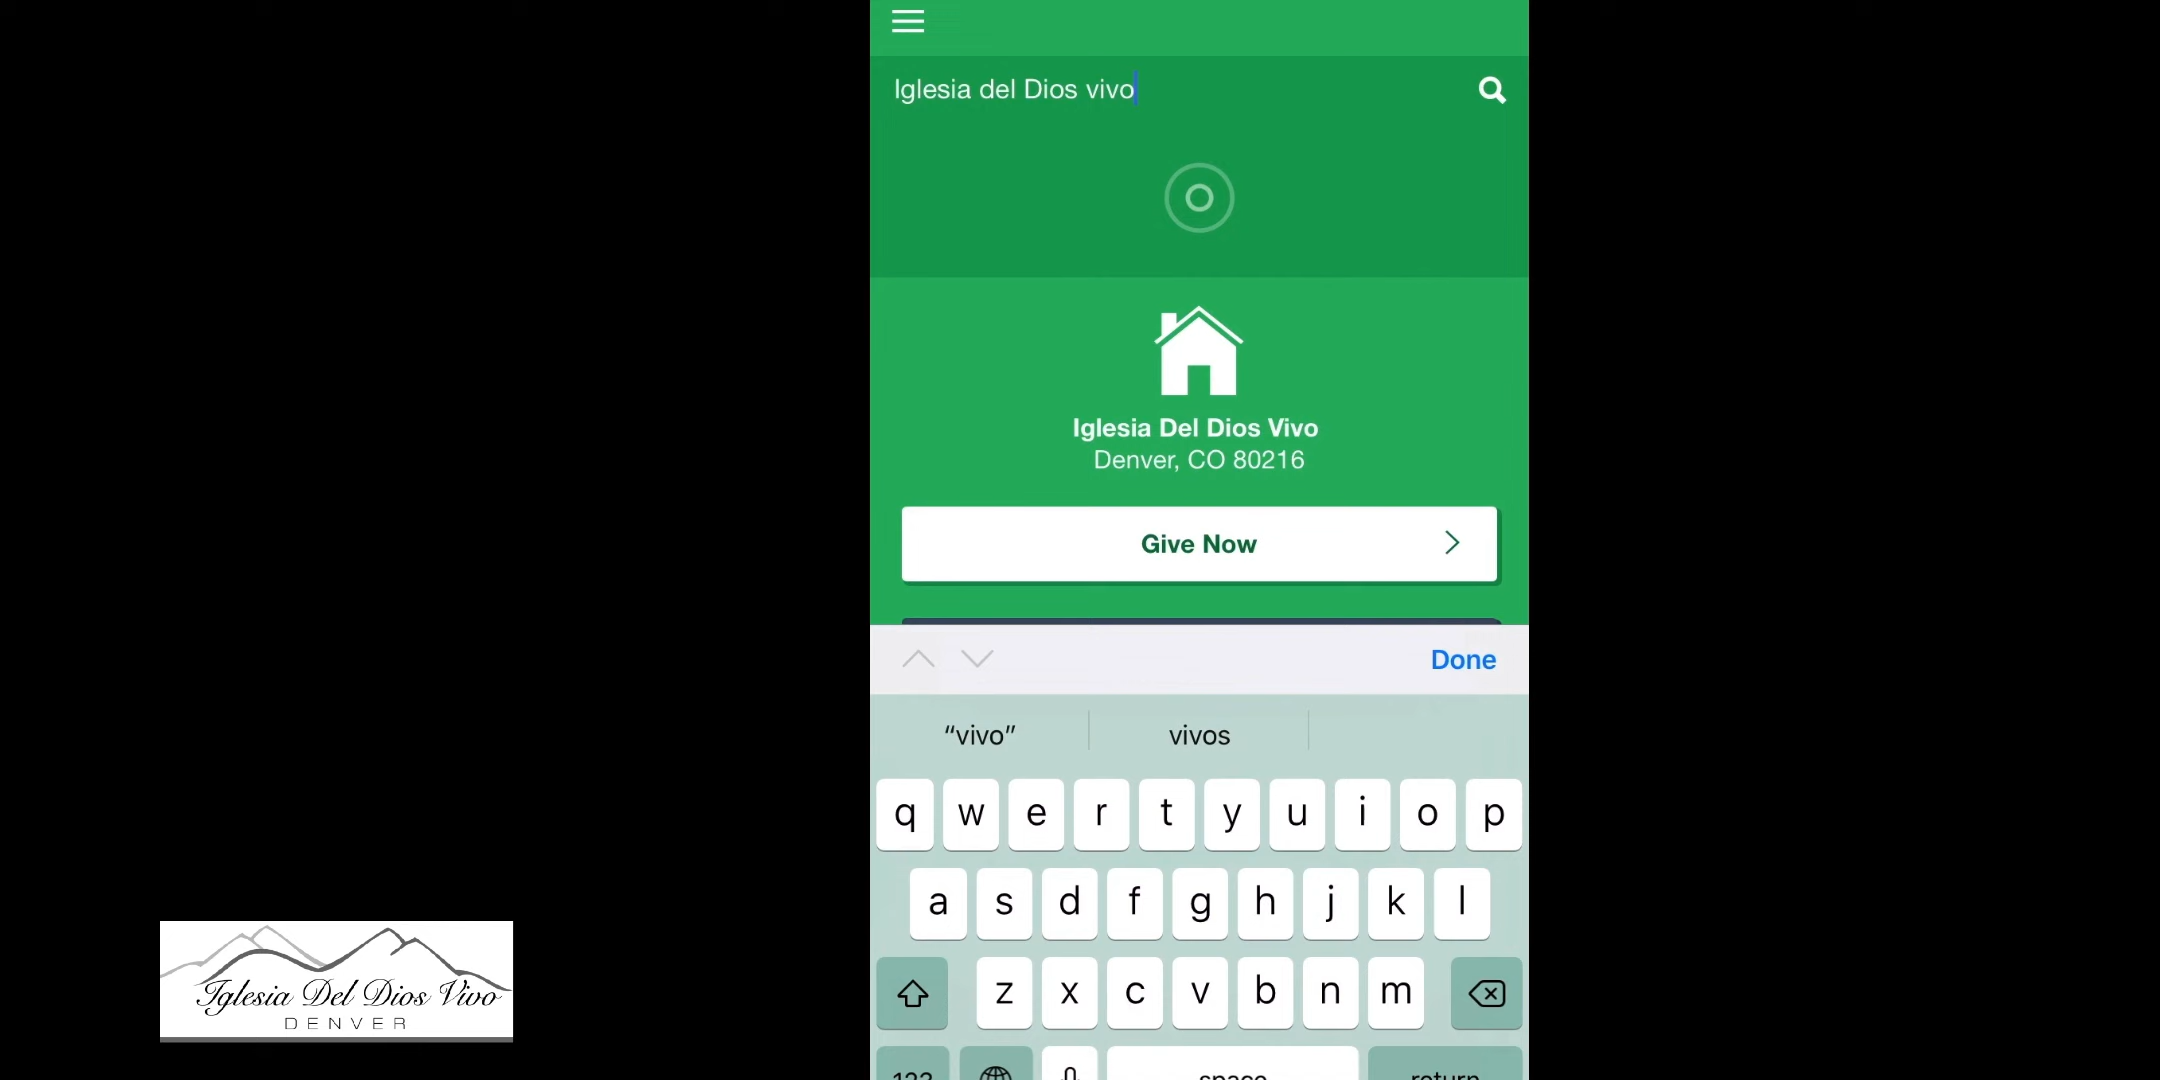 Iglesia del Dios vivo
Iglesia Del Dios Vivo
Denver, CO 80216
Give Now
Done
“vivo” vivos
q w e r t y u i o p
a s d f g h j k l
z x c v b n m
123 space return
Iglesia Del Dios Vivo
DENVER